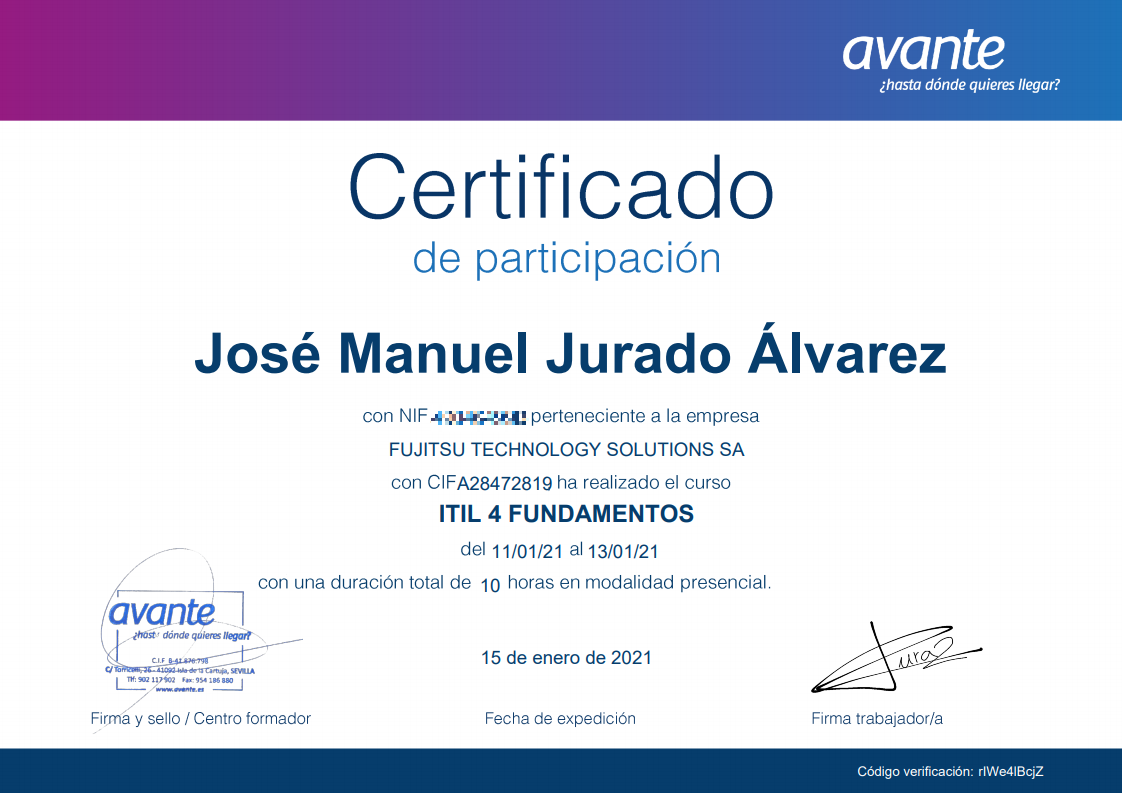 avante
¿hasta dónde quieres llegar?
Certificado
de participación
José Manuel Jurado Álvarez
con NIF perteneciente a la empresa
FUJITSU TECHNOLOGY SOLUTIONS SA
con CIF A28472819 ha realizado el curso
ITIL 4 FUNDAMENTOS
del 11/01/21 al 13/01/21
con una duración total de 10 horas en modalidad presencial.
avante
¿hasta dónde quieres llegar?
C.I.F. B-41.876.798
C/ Torricelli, 26 - 41092-Isla de la Cartuja, SEVILLA
Tlf: 902 117 902 Fax: 954 186 880
www.avante.es
15 de enero de 2021
Firma y sello / Centro formador
Fecha de expedición
Firma trabajador/a
Código verificación: rIWe4lBcjZ